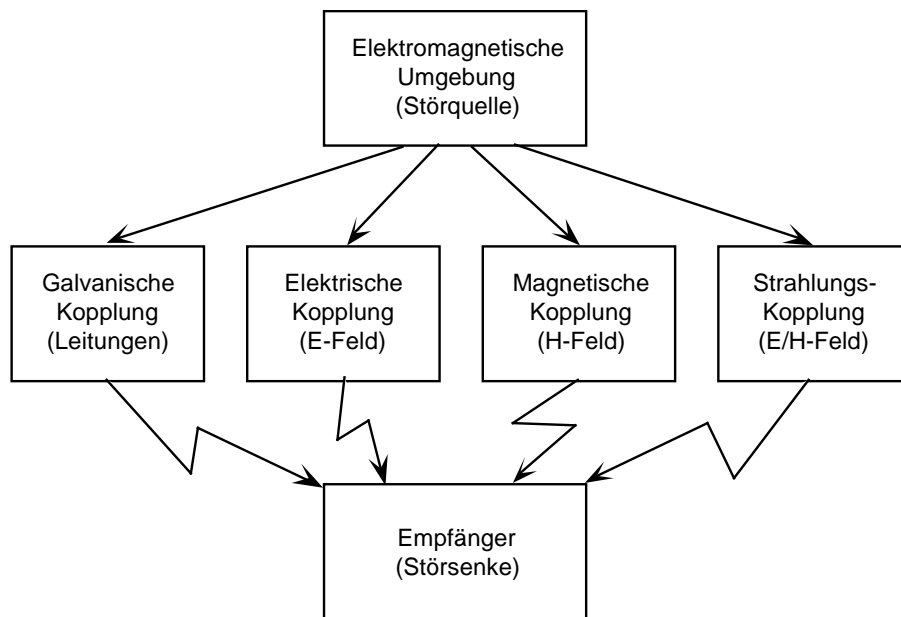 Elektromagnetische
Umgebung
(Störquelle)
Galvanische
Kopplung
(Leitungen)
Elektrische
Kopplung
(E-Feld)
Magnetische
Kopplung
(H-Feld)
Strahlungs-
Kopplung
(E/H-Feld)
Empfänger
(Störsenke)